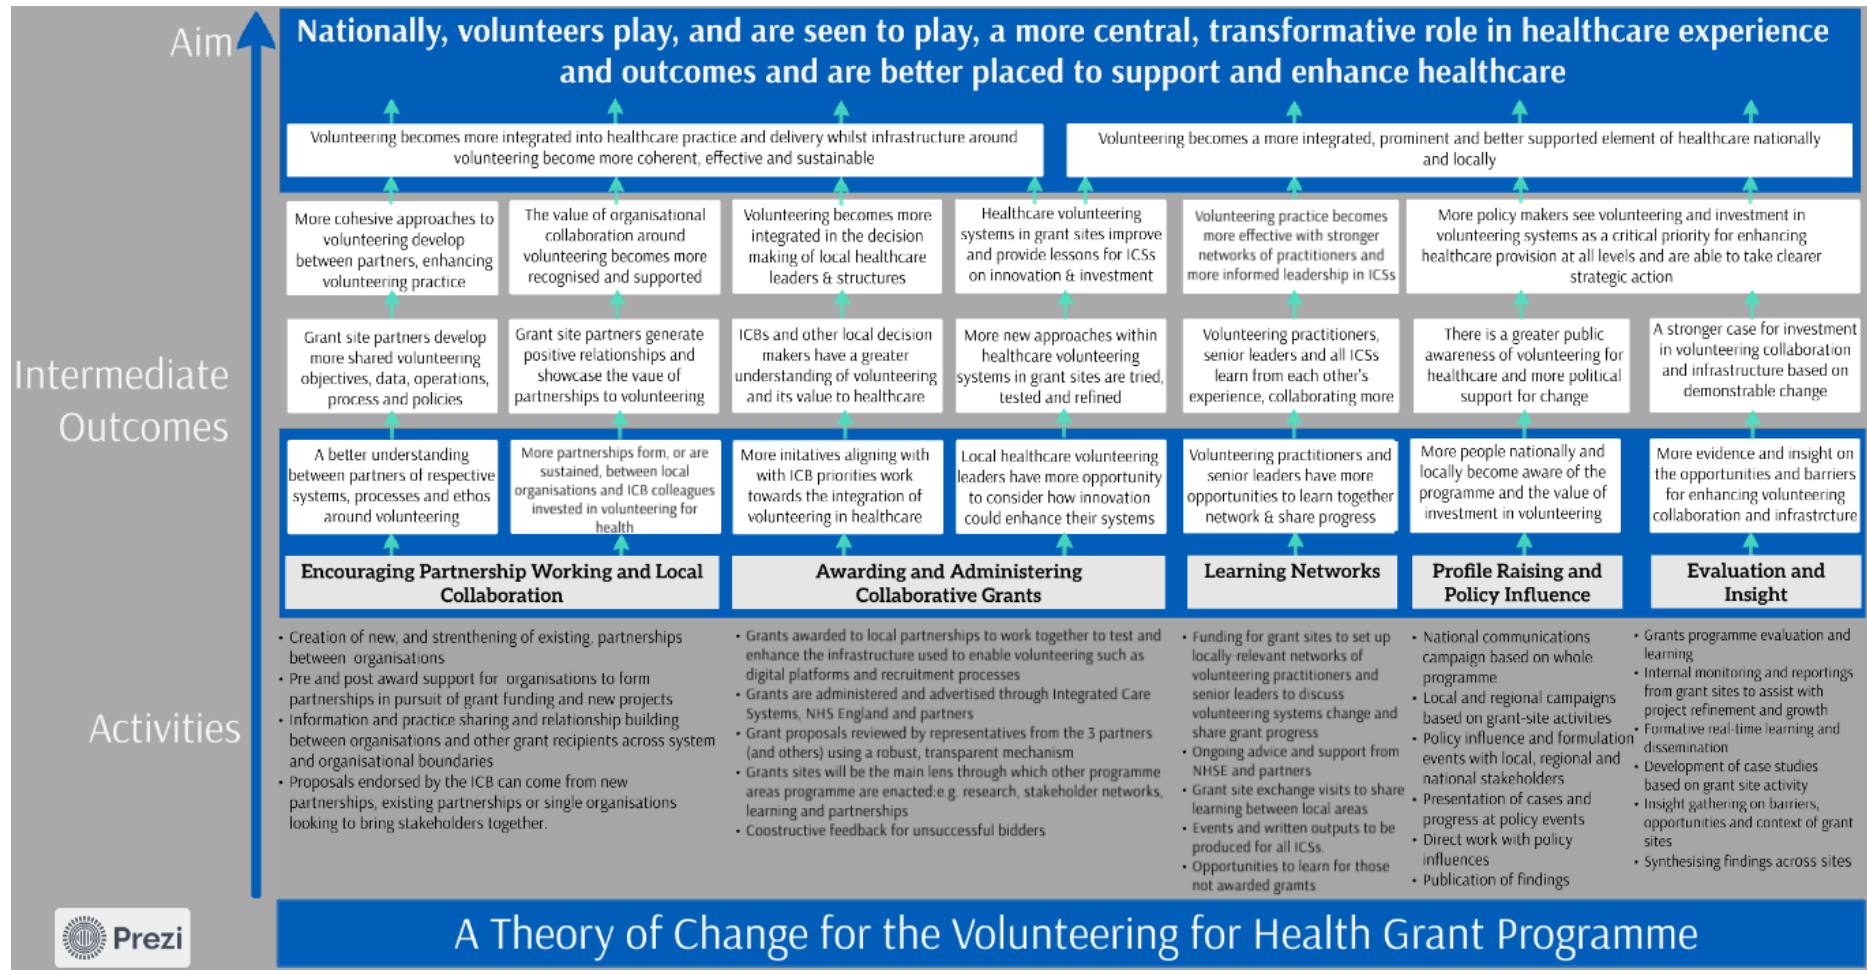 Aim
Nationally, volunteers play, and are seen to play, a more central, transformative role in healthcare experience
and outcomes and are better placed to support and enhance healthcare
Volunteering becomes more integrated into healthcare practice and delivery whilst infrastructure around
volunteering become more coherent, effective and sustainable
Volunteering becomes a more integrated, prominent and better supported element of healthcare nationally
and locally
Intermediate
Outcomes
More cohesive approaches to
volunteering develop
between partners, enhancing
volunteering practice
The value of organisational
collaboration around
volunteering becomes more
recognised and supported
Volunteering becomes more
integrated in the decision
making of local healthcare
leaders & structures
Healthcare volunteering
systems in grant sites improve
and provide lessons for ICSs
on innovation & investment
Volunteering practice becomes
more effective with stronger
networks of practitioners and
more informed leadership in ICSs
More policy makers see volunteering and investment in
volunteering systems as a critical priority for enhancing
healthcare provision at all levels and are able to take clearer
strategic action
Grant site partners develop
more shared volunteering
objectives, data, operations,
process and policies
Grant site partners generate
positive relationships and
showcase the vaue of
partnerships to volunteering
ICBs and other local decision
makers have a greater
understanding of volunteering
and its value to healthcare
More new approaches within
healthcare volunteering
systems in grant sites are tried,
tested and refined
Volunteering practitioners,
senior leaders and all ICSs
learn from each other's
experience, collaborating more
There is a greater public
awareness of volunteering for
healthcare and more political
support for change
A stronger case for investment
in volunteering collaboration
and infrastructure based on
demonstrable change
A better understanding
between partners of respective
systems, processes and ethos
around volunteering
More partnerships form, or are
sustained, between local
organisations and ICB colleagues
invested in volunteering for
health
More initatives aligning with
with ICB priorities work
towards the integration of
volunteering in healthcare
Local healthcare volunteering
leaders have more opportunity
to consider how innovation
could enhance their systems
Volunteering practitioners and
senior leaders have more
opportunities to learn together
network & share progress
More people nationally and
locally become aware of the
programme and the value of
investment in volunteering
More evidence and insight on
the opportunities and barriers
for enhancing volunteering
collaboration and infrastrcture
Encouraging Partnership Working and Local
Collaboration
Awarding and Administering
Collaborative Grants
Learning Networks
Profile Raising and
Policy Influence
Evaluation and
Insight
Activities
• Creation of new, and strenthening of existing, partnerships
between organisations
• Pre and post award support for organisations to form
partnerships in pursuit of grant funding and new projects
• Information and practice sharing and relationship building
between organisations and other grant recipients across system
and organisational boundaries
• Proposals endorsed by the ICB can come from new
partnerships, existing partnerships or single organisations
looking to bring stakeholders together.
• Grants awarded to local partnerships to work together to test and
enhance the infrastructure used to enable volunteering such as
digital platforms and recruitment processes
• Grants are administered and advertised through Integrated Care
Systems, NHS England and partners
• Grant proposals reviewed by representatives from the 3 partners
(and others) using a robust, transparent mechanism
• Grants sites will be the main lens through which other programme
areas programme are enacted:e.g. research, stakeholder networks,
learning and partnerships
• Coostructive feedback for unsuccessful bidders
• Funding for grant sites to set up
locally-relevant networks of
volunteering practitioners and
senior leaders to discuss
volunteering systems change and
share grant progress
• Ongoing advice and support from
NHSE and partners
• Grant site exchange visits to share
learning between local areas
• Events and written outputs to be
produced for all ICSs.
• Opportunities to learn for those
not awarded gramts
• National communications
campaign based on whole
programme
• Local and regional campaigns
based on grant-site activities
• Policy influence and formulation
events with local, regional and
national stakeholders
• Presentation of cases and
progress at policy events
• Direct work with policy
influences
• Publication of findings
• Grants programme evaluation and
learning
• Internal monitoring and reportings
from grant sites to assist with
project refinement and growth
• Formative real-time learning and
dissemination
• Development of case studies
based on grant site activity
• Insight gathering on barriers,
opportunities and context of grant
sites
• Synthesising findings across sites
Prezi
A Theory of Change for the Volunteering for Health Grant Programme